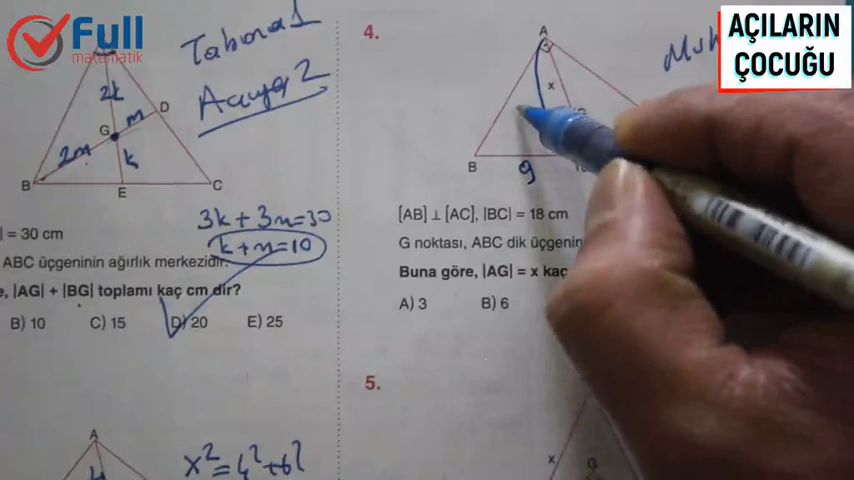 Full
matematik
AÇILARIN
ÇOCUĞU
Tabana 1
Açıya 2
2k
D
G
m
2m
k
B
E
C
3k + 3m = 30
k + m = 10
| = 30 cm
ABC üçgeninin ağırlık merkezidir.
e, |AG| + |BG| toplamı kaç cm dir?
B) 10 C) 15 D) 20 E) 25
A
x² = 4² + 6²
4.
A
x
B
9
[AB] ⊥ [AC], |BC| = 18 cm
G noktası, ABC dik üçgenin
Buna göre, |AG| = x kaç
A) 3 B) 6
5.
x
G